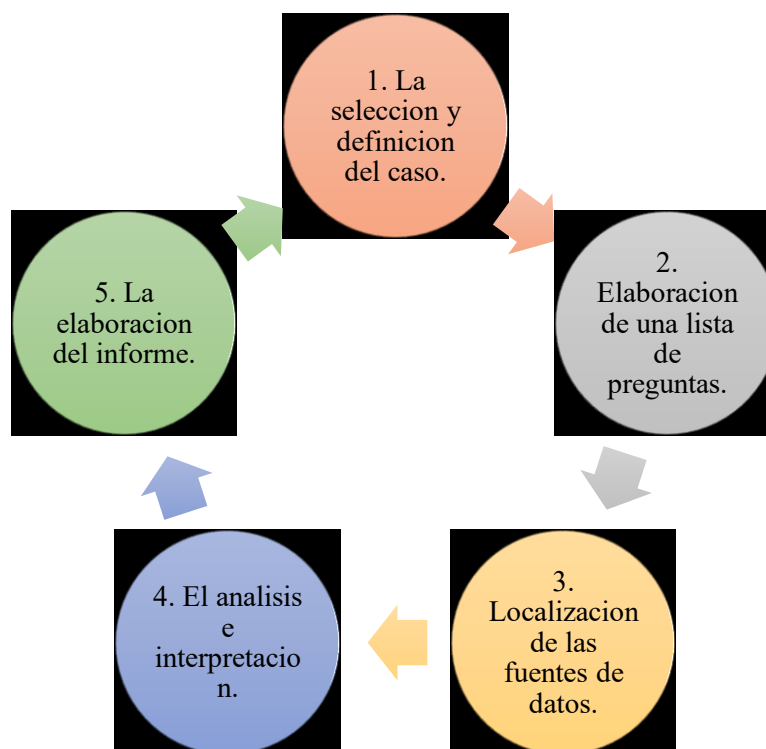 1. La
seleccion y
definicion
del caso.
2.
Elaboracion
de una lista
de
preguntas.
3.
Localizacion
de las
fuentes de
datos.
4. El analisis
e
interpretacio
n.
5. La
elaboracion
del informe.